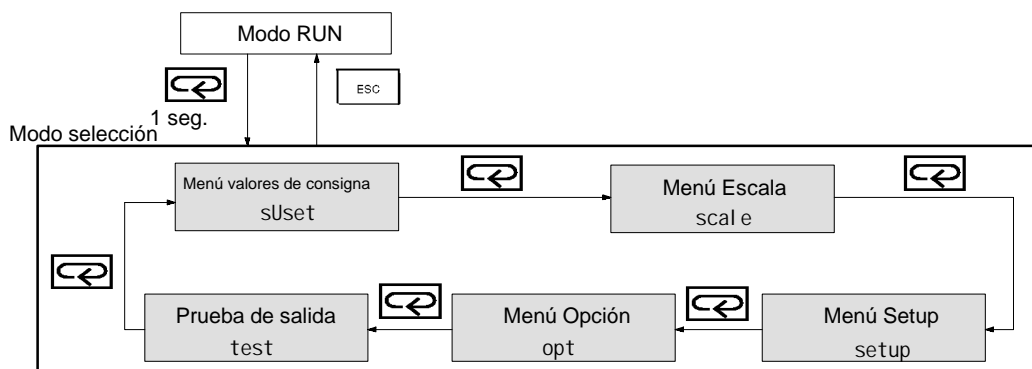 Modo RUN
ESC
1 seg.
Modo selección
Menú valores de consigna
sUset
Menú Escala
scale
Prueba de salida
test
Menú Opción
opt
Menú Setup
setup